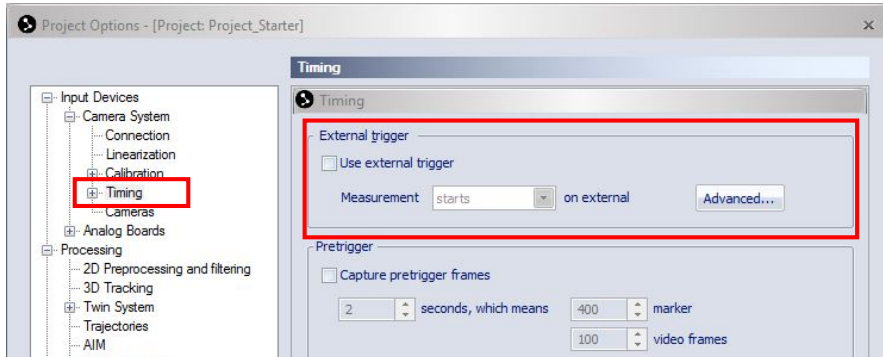 Project Options - [Project: Project_Starter]
Timing
Input Devices
Camera System
Connection
Linearization
Calibration
Timing
Cameras
Analog Boards
Processing
2D Preprocessing and filtering
3D Tracking
Twin System
Trajectories
AIM
Timing
External trigger
Use external trigger
Measurement starts on external Advanced...
Pretrigger
Capture pretrigger frames
2 seconds, which means 400 marker
100 video frames